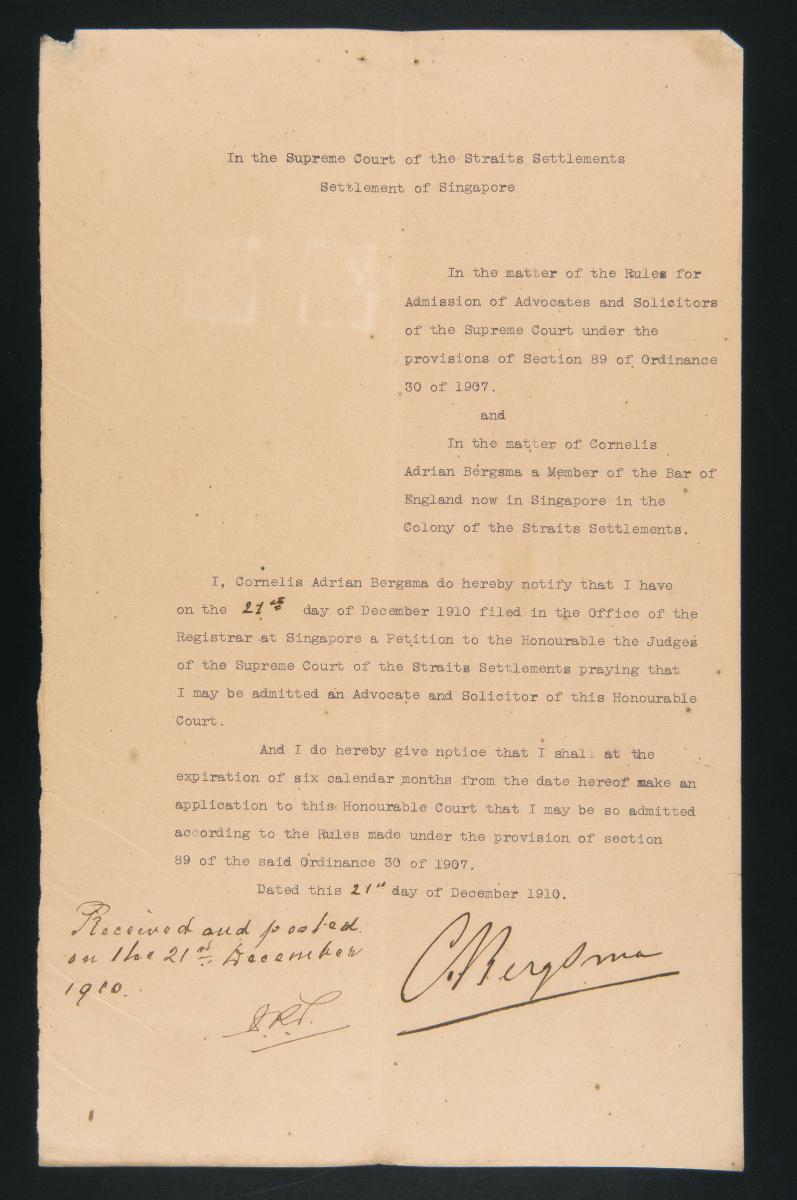 In the Supreme Court of the Straits Settlements
Settlement of Singapore
In the matter of the Rules for
Admission of Advocates and Solicitors
of the Supreme Court under the
provisions of Section 89 of Ordinance
30 of 1907.
and
In the matter of Cornelis
Adrian Bergsma a Member of the Bar of
England now in Singapore in the
Colony of the Straits Settlements.
I, Cornelis Adrian Bergsma do hereby notify that I have
on the 21st day of December 1910 filed in the Office of the
Registrar at Singapore a Petition to the Honourable the Judges
of the Supreme Court of the Straits Settlements praying that
I may be admitted an Advocate and Solicitor of this Honourable
Court.
And I do hereby give notice that I shall at the
expiration of six calendar months from the date hereof make an
application to this Honourable Court that I may be so admitted
according to the Rules made under the provision of section
89 of the said Ordinance 30 of 1907.
Dated this 21st day of December 1910.
Received and posted
on the 21st December
1910.
C. Bergsma